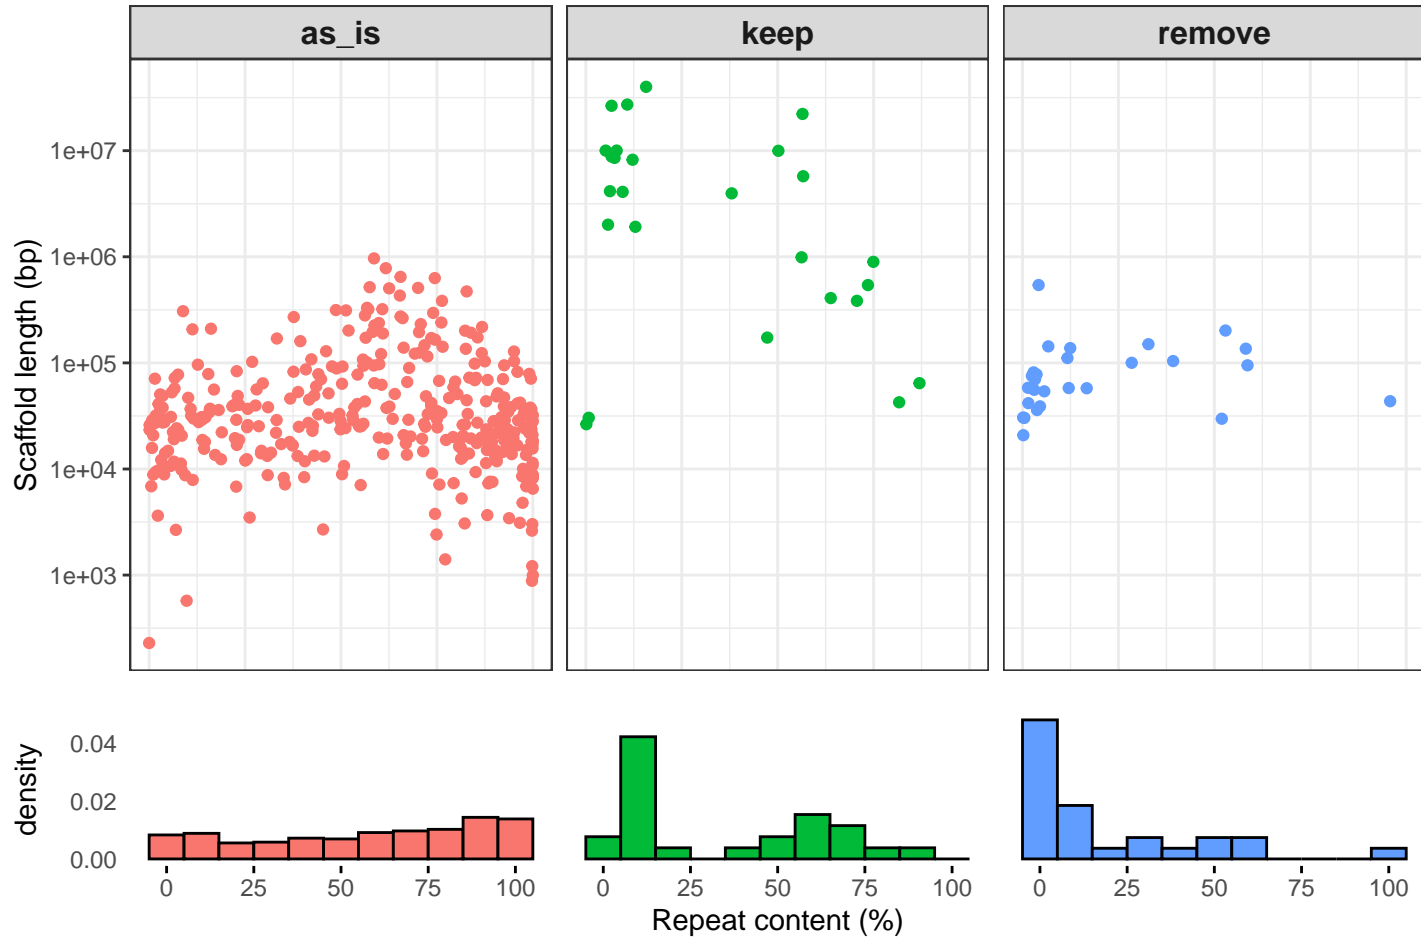 as_is keep remove
Scaffold length (bp)
1e+07
1e+06
1e+05
1e+04
1e+03
density
0.04
0.02
0.00
0 25 50 75 100 0 25 50 75 100 0 25 50 75 100
Repeat content (%)